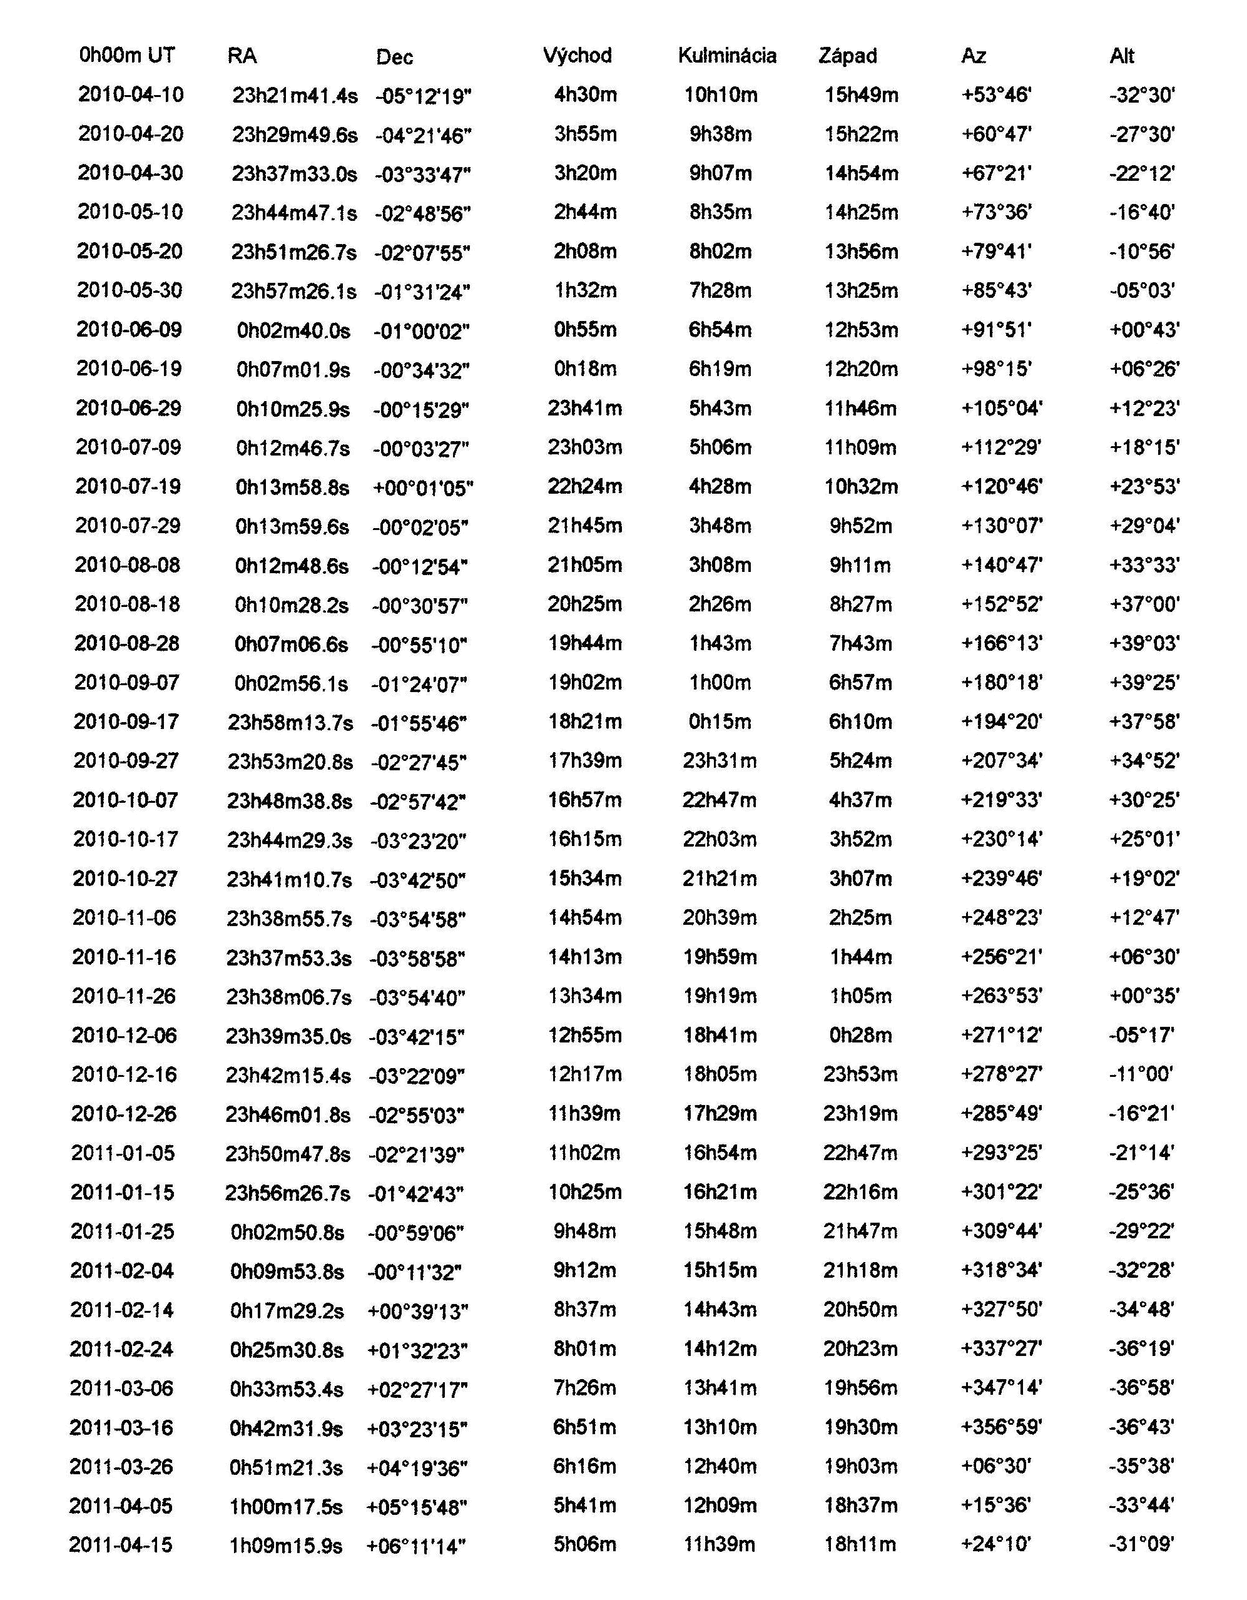 0h00m UT RA Dec Východ Kulminácia Západ Az Alt
2010-04-10 23h21m41.4s -05°12'19" 4h30m 10h10m 15h49m +53°46' -32°30'
2010-04-20 23h29m49.6s -04°21'46" 3h55m 9h38m 15h22m +60°47' -27°30'
2010-04-30 23h37m33.0s -03°33'47" 3h20m 9h07m 14h54m +67°21' -22°12'
2010-05-10 23h44m47.1s -02°48'56" 2h44m 8h35m 14h25m +73°36' -16°40'
2010-05-20 23h51m26.7s -02°07'55" 2h08m 8h02m 13h56m +79°41' -10°56'
2010-05-30 23h57m26.1s -01°31'24" 1h32m 7h28m 13h25m +85°43' -05°03'
2010-06-09 0h02m40.0s -01°00'02" 0h55m 6h54m 12h53m +91°51' +00°43'
2010-06-19 0h07m01.9s -00°34'32" 0h18m 6h19m 12h20m +98°15' +06°26'
2010-06-29 0h10m25.9s -00°15'29" 23h41m 5h43m 11h46m +105°04' +12°23'
2010-07-09 0h12m46.7s -00°03'27" 23h03m 5h06m 11h09m +112°29' +18°15'
2010-07-19 0h13m58.8s +00°01'05" 22h24m 4h28m 10h32m +120°46' +23°53'
2010-07-29 0h13m59.6s -00°02'05" 21h45m 3h48m 9h52m +130°07' +29°04'
2010-08-08 0h12m48.6s -00°12'54" 21h05m 3h08m 9h11m +140°47' +33°33'
2010-08-18 0h10m28.2s -00°30'57" 20h25m 2h26m 8h27m +152°52' +37°00'
2010-08-28 0h07m06.6s -00°55'10" 19h44m 1h43m 7h43m +166°13' +39°03'
2010-09-07 0h02m56.1s -01°24'07" 19h02m 1h00m 6h57m +180°18' +39°25'
2010-09-17 23h58m13.7s -01°55'46" 18h21m 0h15m 6h10m +194°20' +37°58'
2010-09-27 23h53m20.8s -02°27'45" 17h39m 23h31m 5h24m +207°34' +34°52'
2010-10-07 23h48m38.8s -02°57'42" 16h57m 22h47m 4h37m +219°33' +30°25'
2010-10-17 23h44m29.3s -03°23'20" 16h15m 22h03m 3h52m +230°14' +25°01'
2010-10-27 23h41m10.7s -03°42'50" 15h34m 21h21m 3h07m +239°46' +19°02'
2010-11-06 23h38m55.7s -03°54'58" 14h54m 20h39m 2h25m +248°23' +12°47'
2010-11-16 23h37m53.3s -03°58'58" 14h13m 19h59m 1h44m +256°21' +06°30'
2010-11-26 23h38m06.7s -03°54'40" 13h34m 19h19m 1h05m +263°53' +00°35'
2010-12-06 23h39m35.0s -03°42'15" 12h55m 18h41m 0h28m +271°12' -05°17'
2010-12-16 23h42m15.4s -03°22'09" 12h17m 18h05m 23h53m +278°27' -11°00'
2010-12-26 23h46m01.8s -02°55'03" 11h39m 17h29m 23h19m +285°49' -16°21'
2011-01-05 23h50m47.8s -02°21'39" 11h02m 16h54m 22h47m +293°25' -21°14'
2011-01-15 23h56m26.7s -01°42'43" 10h25m 16h21m 22h16m +301°22' -25°36'
2011-01-25 0h02m50.8s -00°59'06" 9h48m 15h48m 21h47m +309°44' -29°22'
2011-02-04 0h09m53.8s -00°11'32" 9h12m 15h15m 21h18m +318°34' -32°28'
2011-02-14 0h17m29.2s +00°39'13" 8h37m 14h43m 20h50m +327°50' -34°48'
2011-02-24 0h25m30.8s +01°32'23" 8h01m 14h12m 20h23m +337°27' -36°19'
2011-03-06 0h33m53.4s +02°27'17" 7h26m 13h41m 19h56m +347°14' -36°58'
2011-03-16 0h42m31.9s +03°23'15" 6h51m 13h10m 19h30m +356°59' -36°43'
2011-03-26 0h51m21.3s +04°19'36" 6h16m 12h40m 19h03m +06°30' -35°38'
2011-04-05 1h00m17.5s +05°15'48" 5h41m 12h09m 18h37m +15°36' -33°44'
2011-04-15 1h09m15.9s +06°11'14" 5h06m 11h39m 18h11m +24°10' -31°09'